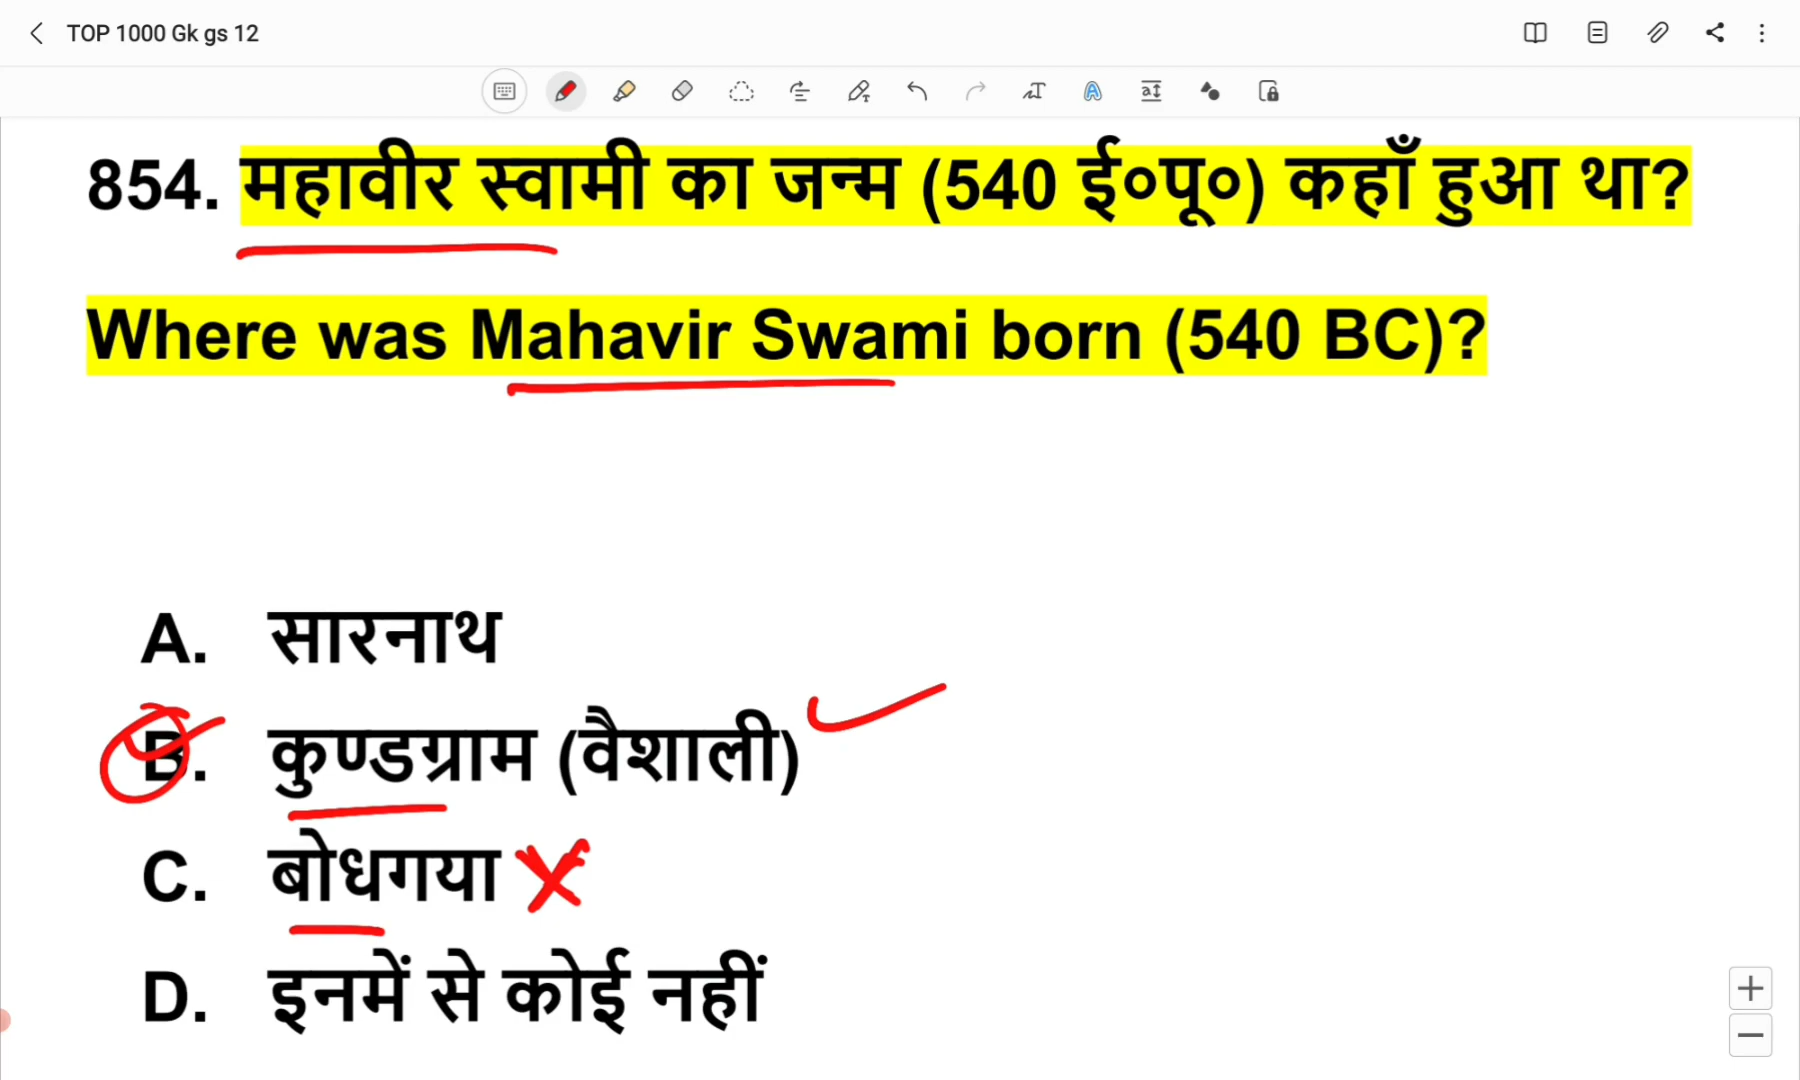 TOP 1000 Gk gs 12
854. महावीर स्वामी का जन्म (540 ई०पू०) कहाँ हुआ था?
Where was Mahavir Swami born (540 BC)?
A. सारनाथ
B. कुण्डग्राम (वैशाली)
C. बोधगया
D. इनमें से कोई नहीं